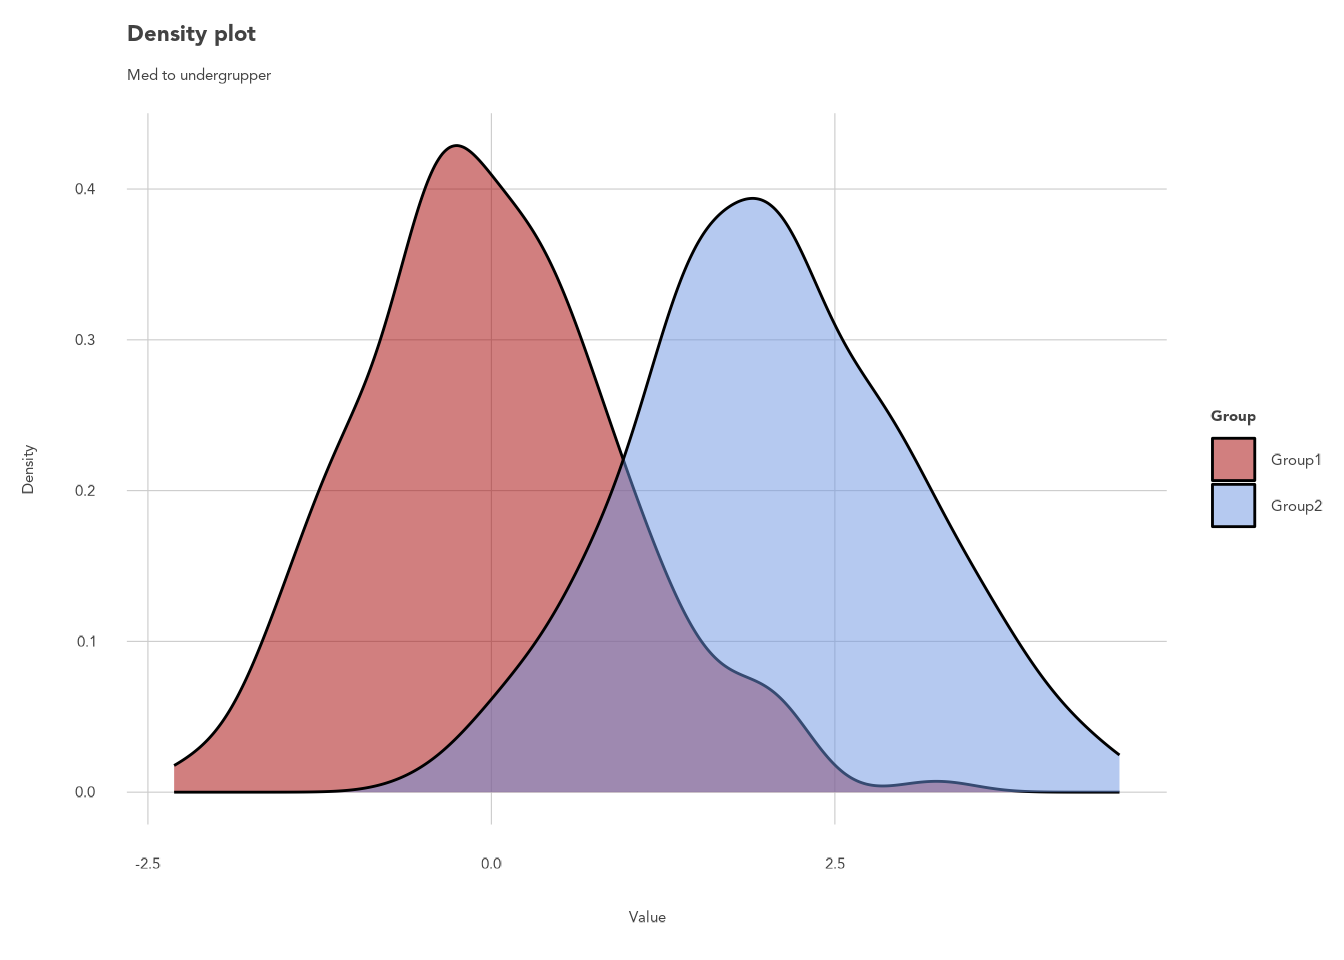 Density plot
Med to undergrupper
Density
0.4
0.3
0.2
0.1
0.0
-2.5
0.0
2.5
Value
Group
Group1
Group2